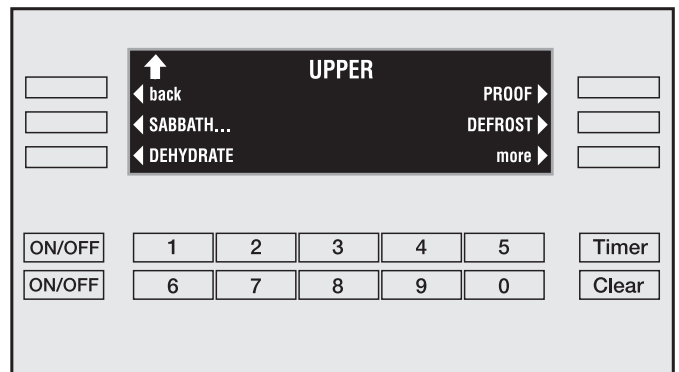 UPPER
back PROOF
SABBATH... DEFROST
DEHYDRATE more
ON/OFF 1 2 3 4 5 Timer
ON/OFF 6 7 8 9 0 Clear